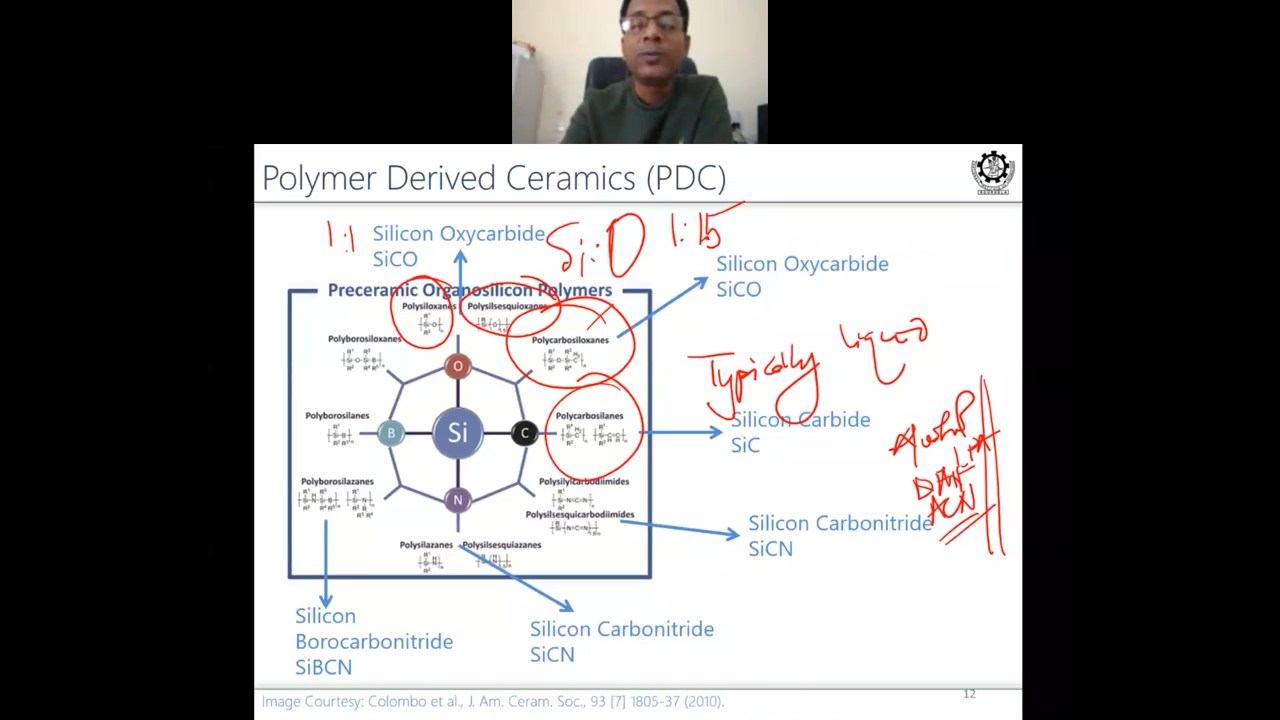 Polymer Derived Ceramics (PDC)
1:1
Silicon Oxycarbide
SiCO
Si:O 1:1.5
Silicon Oxycarbide
SiCO
Preceramic Organosilicon Polymers
Polysiloxanes
Polysilsesquioxanes
Polyborosiloxanes
Polycarbosiloxanes
Typically liquid
O
Polyborosilanes
B
Si
C
Polycarbosilanes
Silicon Carbide
SiC
Polyborosilazanes
N
Polysilylcarbodiimides
Polysilsesquicarbodiimides
Silicon Carbonitride
SiCN
Polysilazanes
Polysilsesquiazanes
Silicon
Borocarbonitride
SiBCN
Silicon Carbonitride
SiCN
Image Courtesy: Colombo et al., J. Am. Ceram. Soc., 93 [7] 1805-37 (2010).
12